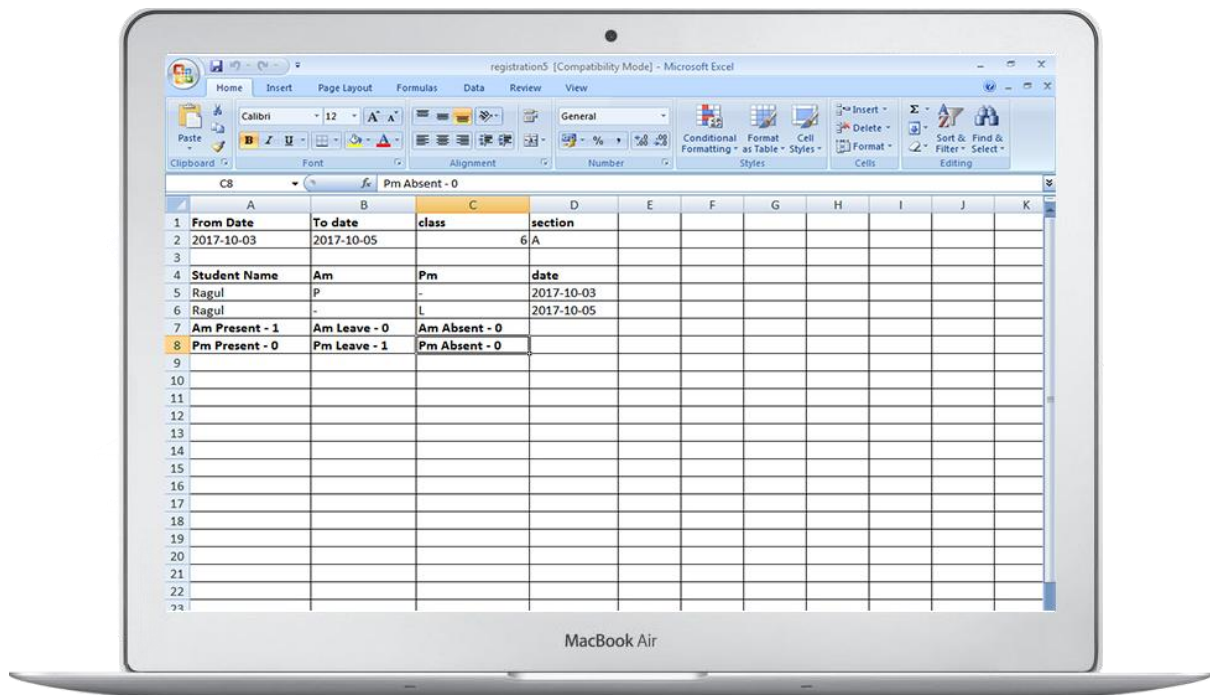 registration5 [Compatibility Mode] - Microsoft Excel
Home Insert Page Layout Formulas Data Review View
Calibri 12 A A General Insert Σ
Paste B I U A % , Conditional Formatting Format as Table Cell Styles Delete Format Sort & Filter Find & Select
Clipboard Font Alignment Number Styles Cells Editing
C8 fx Pm Absent - 0
A B C D E F G H I J K
1 From Date To date class section
2 2017-10-03 2017-10-05 6 A
3
4 Student Name Am Pm date
5 Ragul P - 2017-10-03
6 Ragul - L 2017-10-05
7 Am Present - 1 Am Leave - 0 Am Absent - 0
8 Pm Present - 0 Pm Leave - 1 Pm Absent - 0
9
10
11
12
13
14
15
16
17
18
19
20
21
22
23
MacBook Air